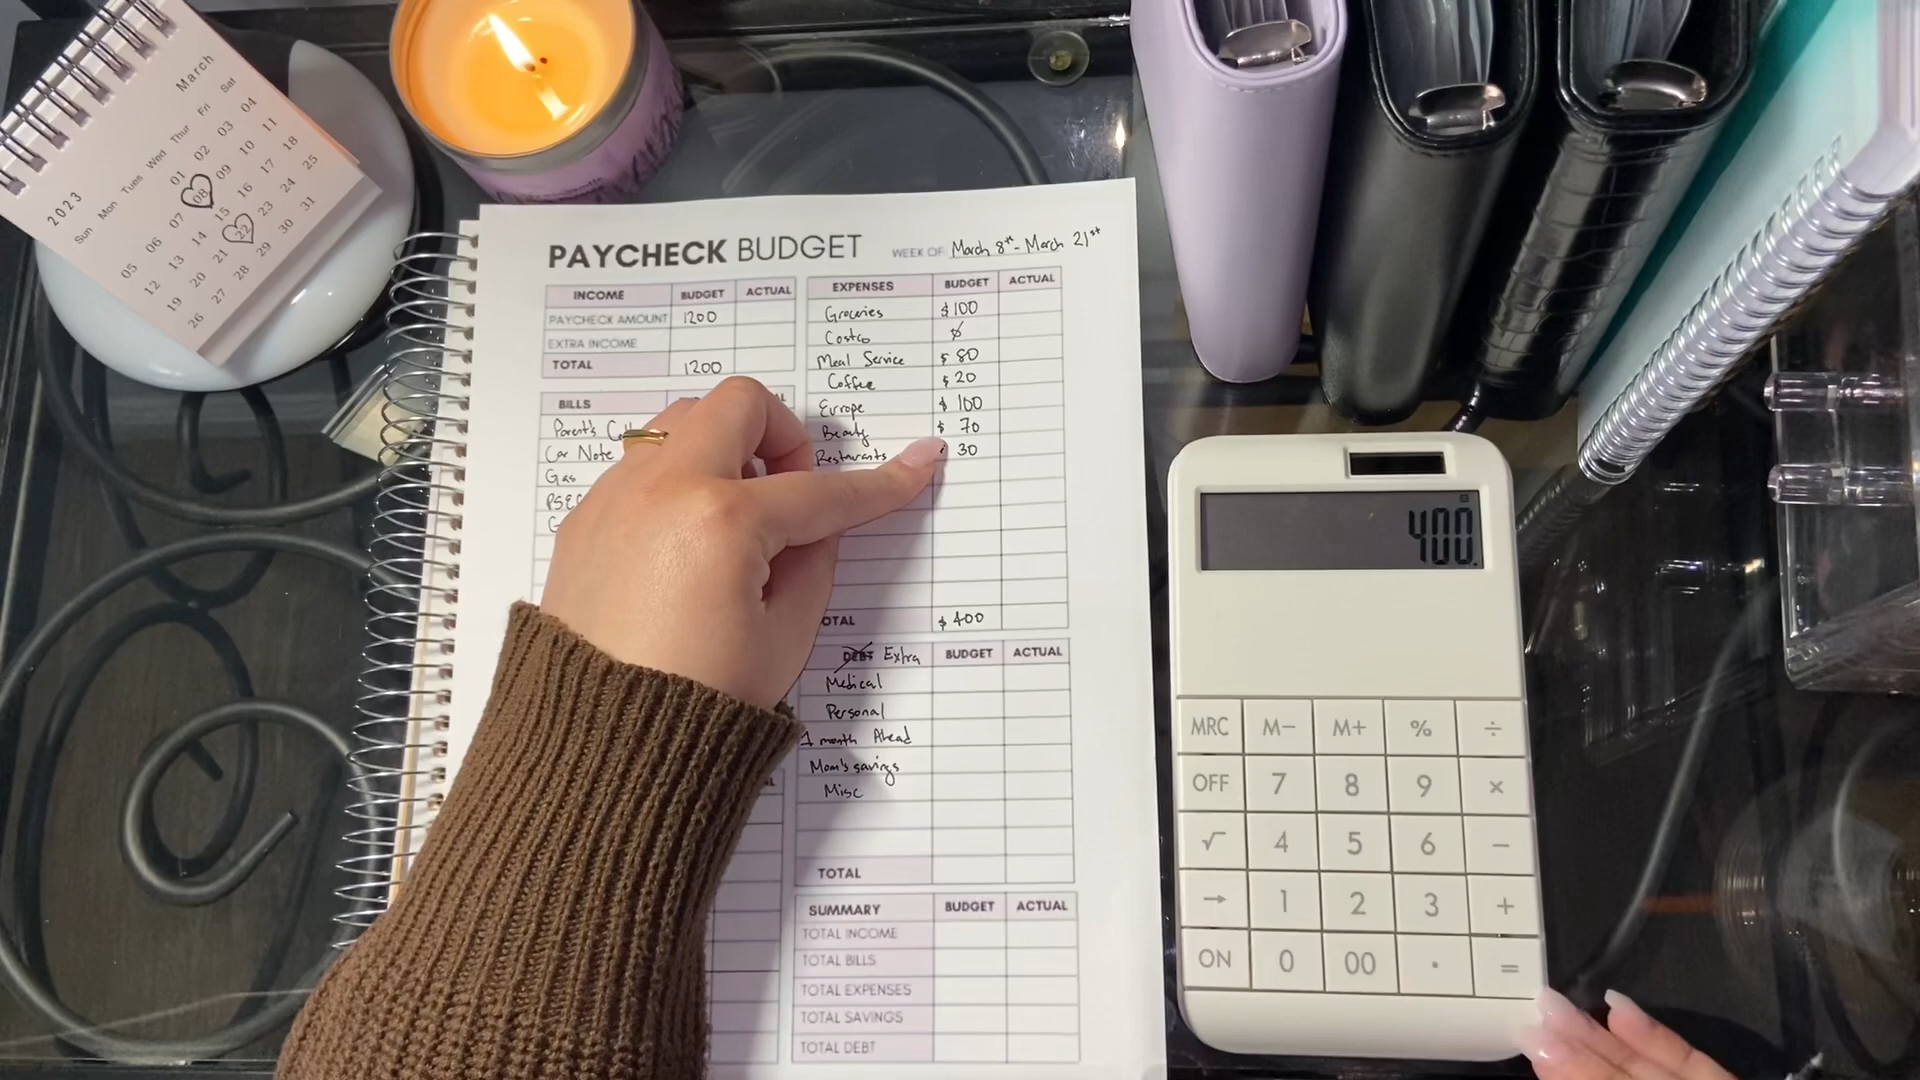 March
2023
Sun Mon Tues Wed Thur Fri Sat
01 02 03 04
05 06 07 08 09 10 11
12 13 14 15 16 17 18
19 20 21 22 23 24 25
26 27 28 29 30 31
PAYCHECK BUDGET
WEEK OF: March 8th - March 21st
INCOME BUDGET ACTUAL
PAYCHECK AMOUNT 1200
EXTRA INCOME
TOTAL 1200
BILLS
Parent's
Car Note
Gas
EXPENSES BUDGET ACTUAL
Groceries $100
Costco Ø
Meal Service $80
Coffee $20
Europe $100
Beauty $70
Restaurants 30
OTAL $400
DEBT Extra BUDGET ACTUAL
Medical
Personal
1 month Ahead
Mom's savings
Misc
TOTAL
SUMMARY BUDGET ACTUAL
TOTAL INCOME
TOTAL BILLS
TOTAL EXPENSES
TOTAL SAVINGS
TOTAL DEBT
400.
MRC M− M+ % ÷
OFF 7 8 9 ×
√ 4 5 6 −
→ 1 2 3 +
ON 0 00 . =